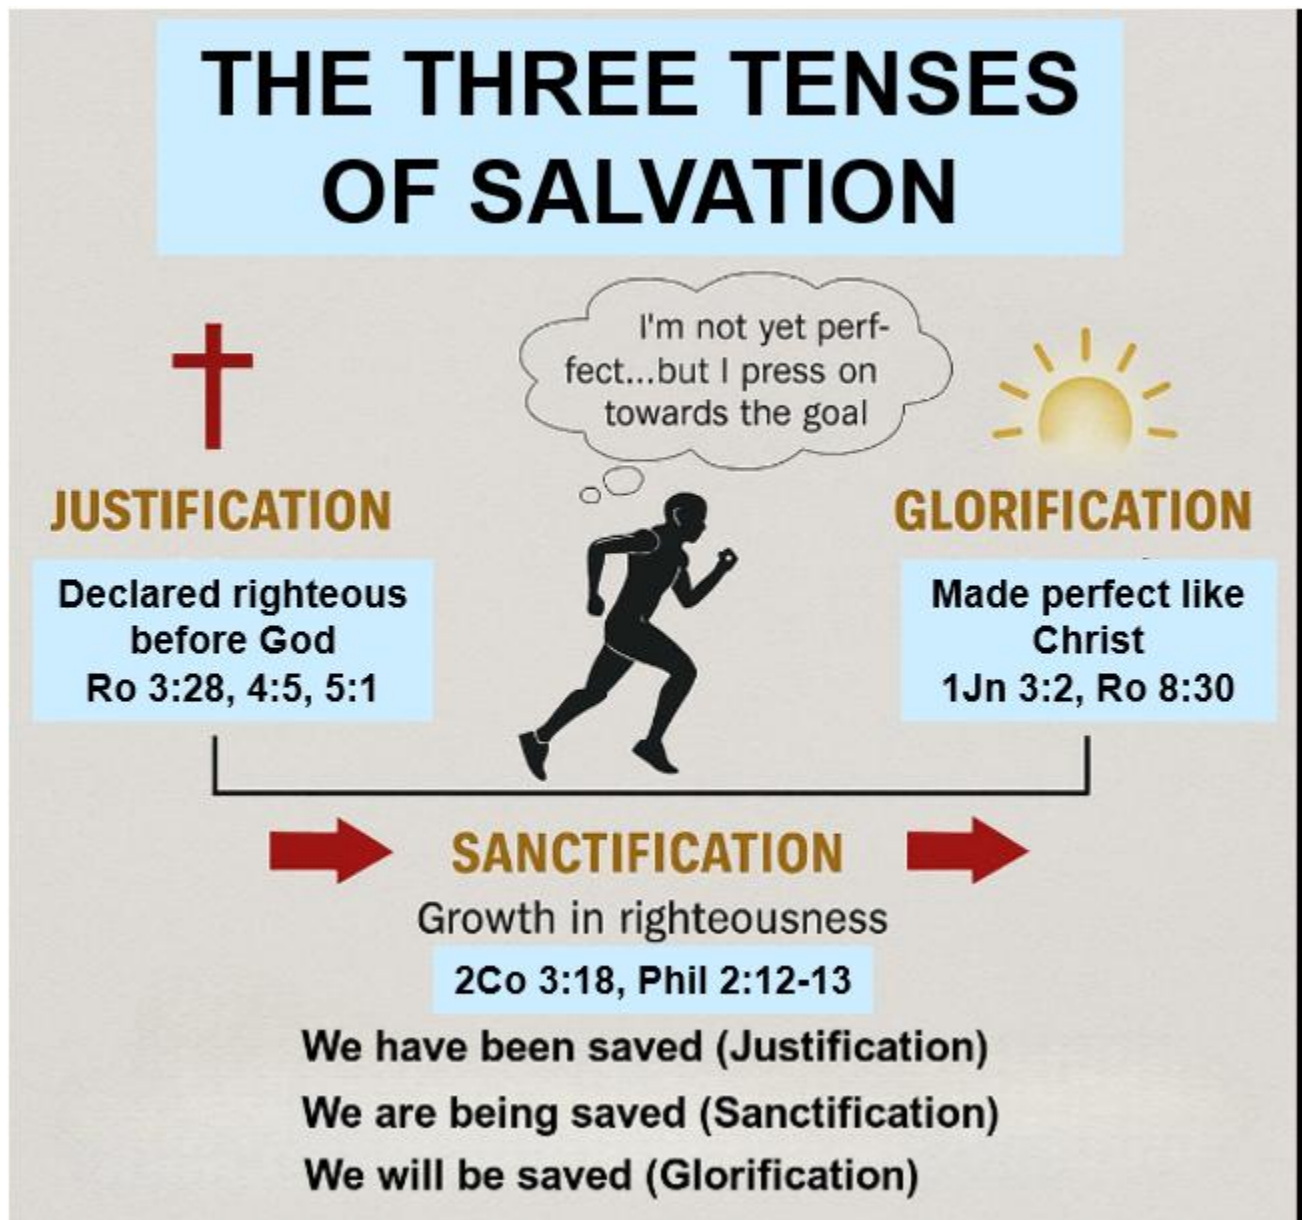 THE THREE TENSES
OF SALVATION
I'm not yet perf-
fect...but I press on
towards the goal
JUSTIFICATION
Declared righteous
before God
Ro 3:28, 4:5, 5:1
GLORIFICATION
Made perfect like
Christ
1Jn 3:2, Ro 8:30
SANCTIFICATION
Growth in righteousness
2Co 3:18, Phil 2:12-13
We have been saved (Justification)
We are being saved (Sanctification)
We will be saved (Glorification)